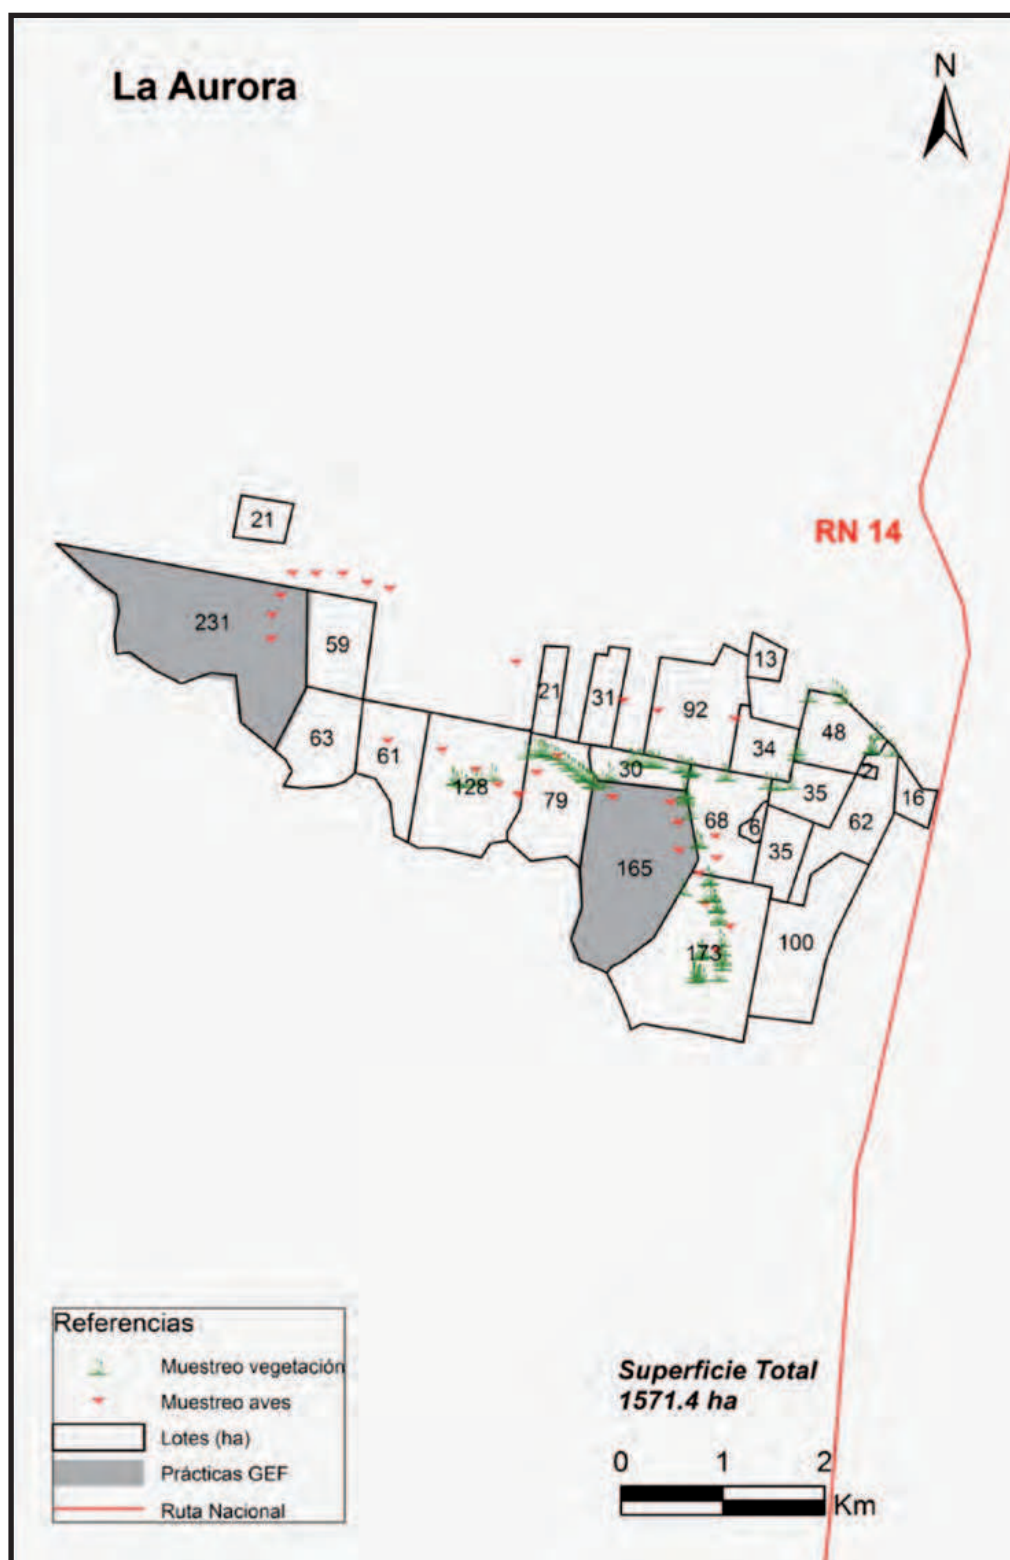 La Aurora
N
RN 14
21
231
59
63
61
128
21
31
92
13
34
48
30
79
2
35
16
68
6
62
35
165
173
100
Referencias
Muestreo vegetación
Muestreo aves
Lotes (ha)
Prácticas GEF
Ruta Nacional
Superficie Total
1571.4 ha
0 1 2
Km